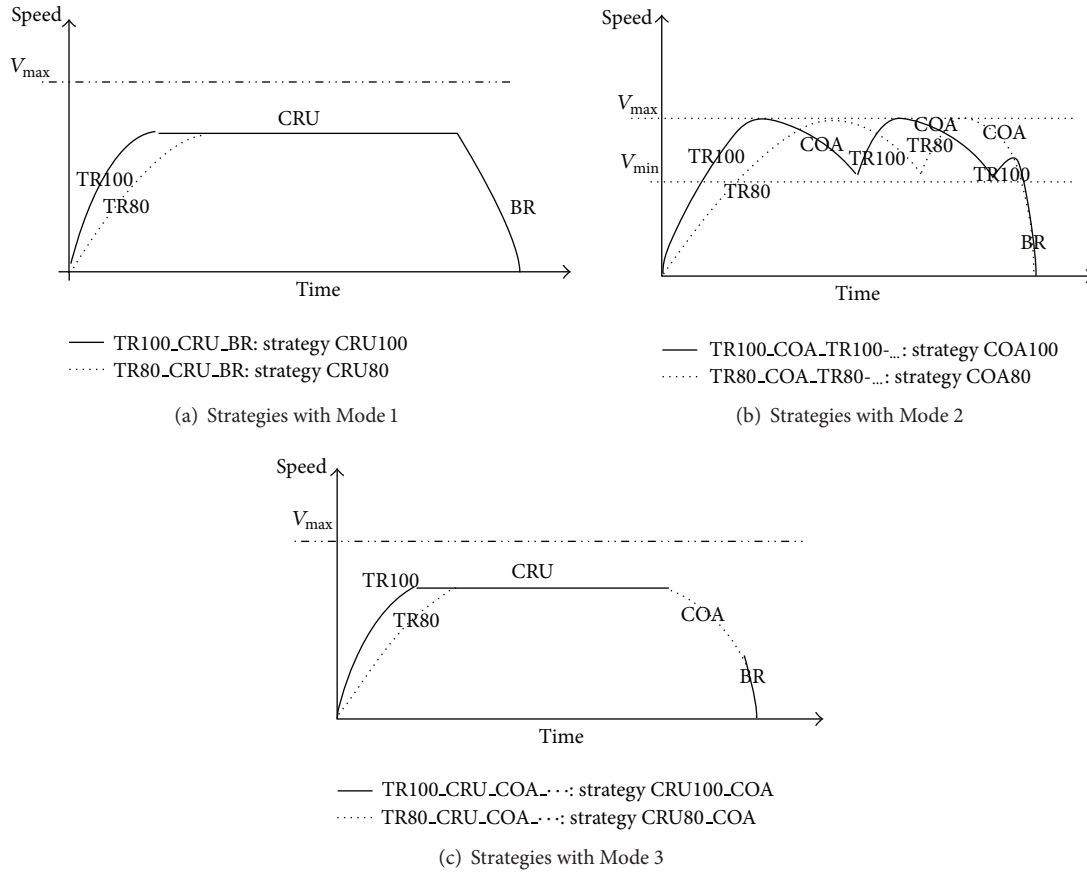 Speed
Vmax
CRU
TR100
TR80
BR
Time
TR100_CRU_BR: strategy CRU100
TR80_CRU_BR: strategy CRU80
(a) Strategies with Mode 1
Speed
Vmax
COA
COA
TR100
COA
TR100
TR80
Vmin
TR80
TR100
BR
Time
TR100_COA_TR100-...: strategy COA100
TR80_COA_TR80-...: strategy COA80
(b) Strategies with Mode 2
Speed
Vmax
TR100
CRU
TR80
COA
BR
Time
TR100_CRU_COA_···: strategy CRU100_COA
TR80_CRU_COA_···: strategy CRU80_COA
(c) Strategies with Mode 3